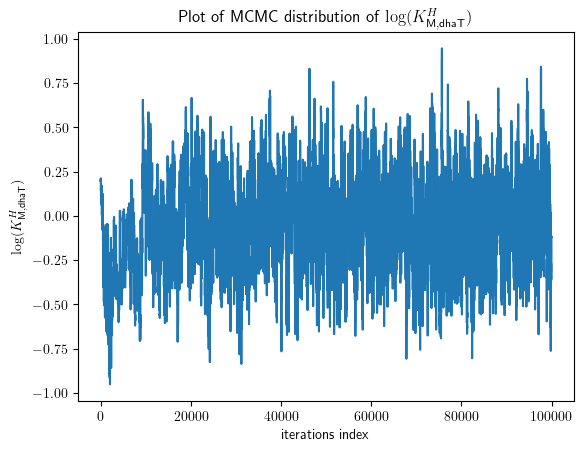 Plot of MCMC distribution of log(K^H_{M,dhaT})
1.00
0.75
0.50
0.25
0.00
−0.25
−0.50
−0.75
−1.00
log(K^H_{M,dhaT})
0 20000 40000 60000 80000 100000
iterations index